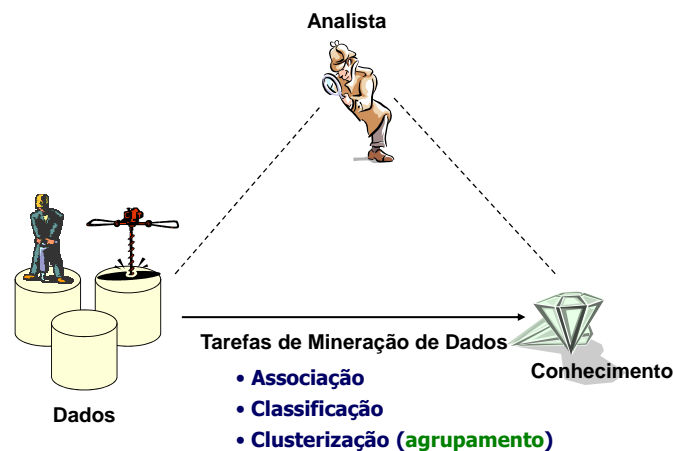 Analista
Tarefas de Mineração de Dados
Conhecimento
Dados
• Associação
• Classificação
• Clusterização (agrupamento)